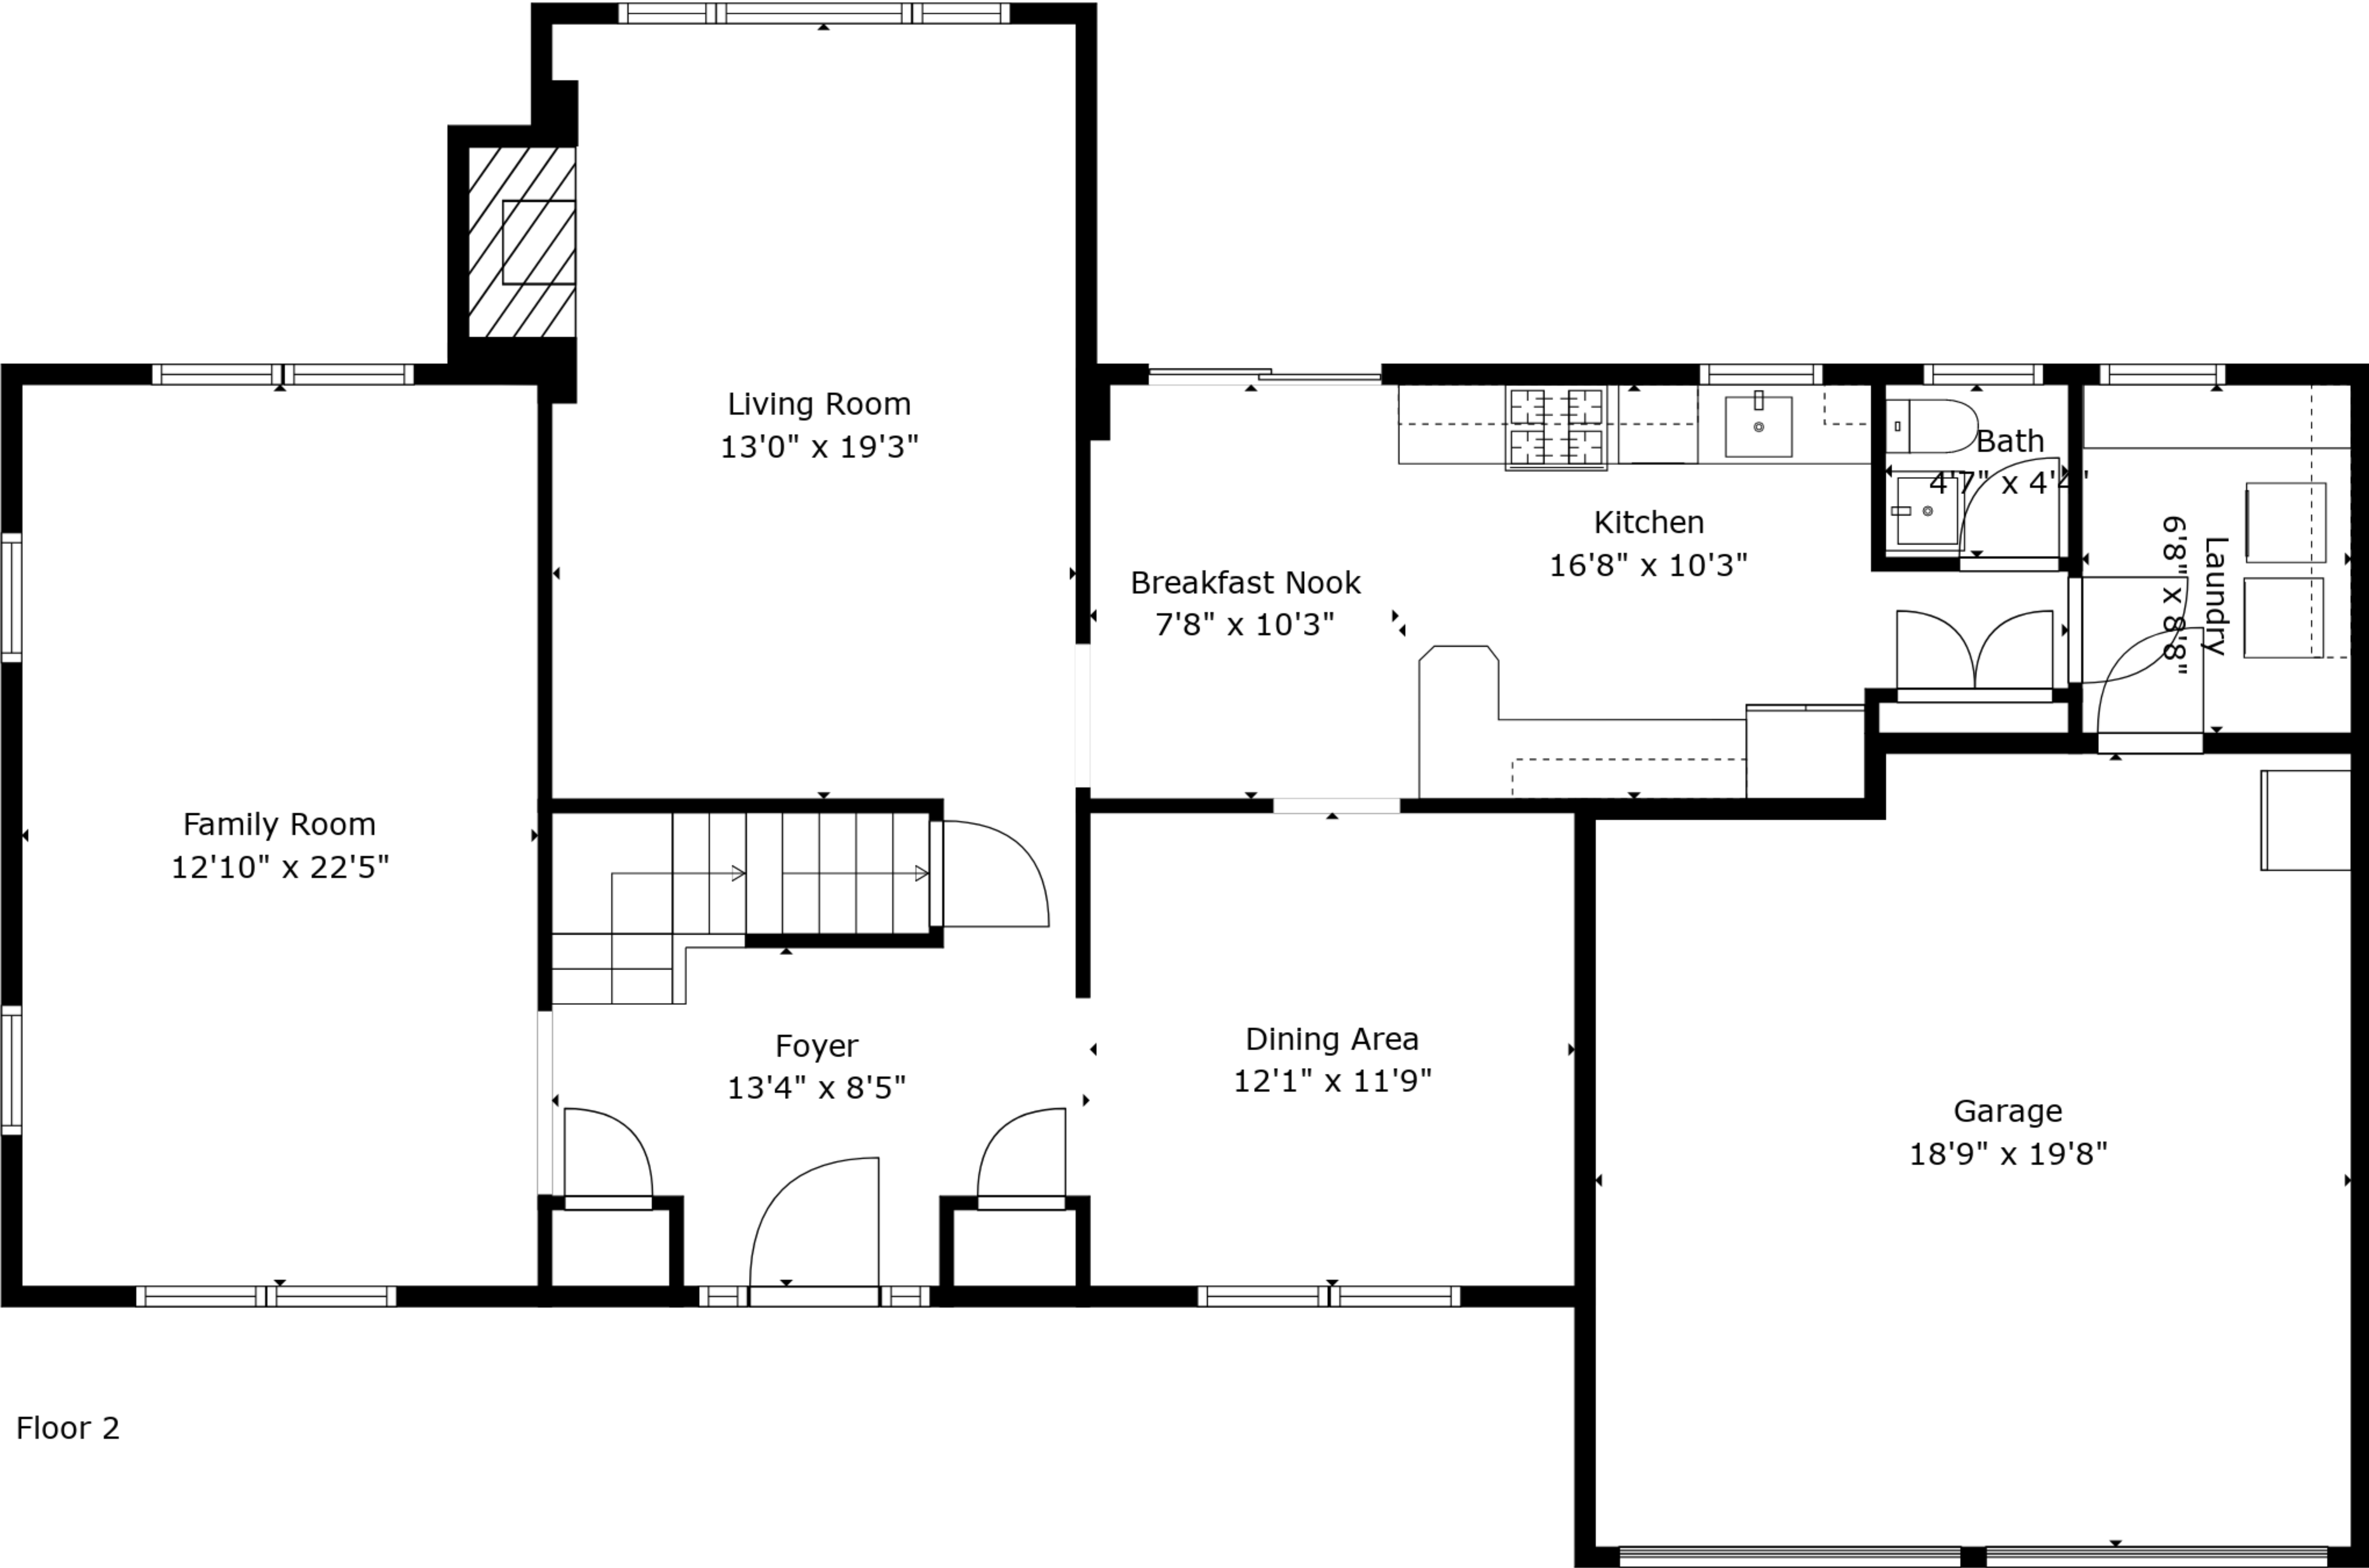 Living Room
13'0" x 19'3"
Bath
4'7" x 4'4"
Kitchen
16'8" x 10'3"
Breakfast Nook
7'8" x 10'3"
Laundry
6'8" x 8'8"
Family Room
12'10" x 22'5"
Foyer
13'4" x 8'5"
Dining Area
12'1" x 11'9"
Garage
18'9" x 19'8"
Floor 2